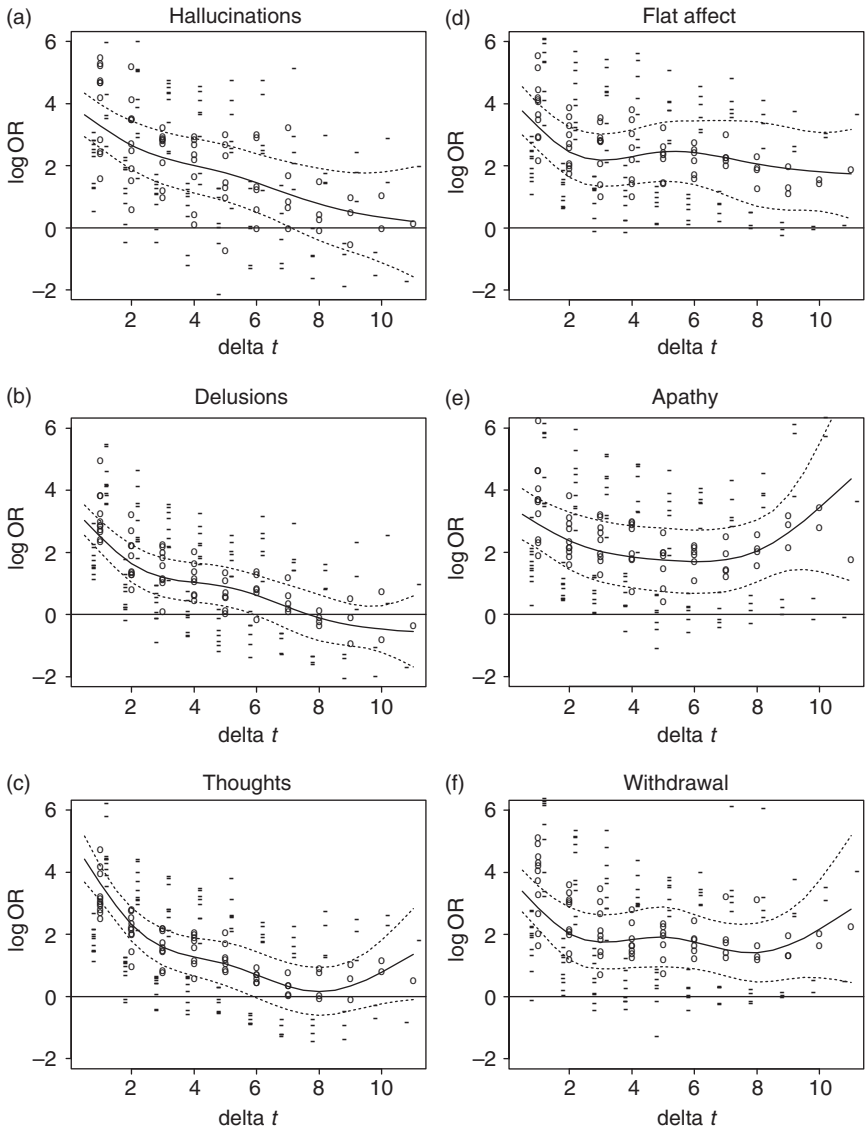 (a) Hallucinations
6
4
2
0
−2
log OR
2 4 6 8 10
delta t
(b) Delusions
6
4
2
0
−2
log OR
2 4 6 8 10
delta t
(c) Thoughts
6
4
2
0
−2
log OR
2 4 6 8 10
delta t
(d) Flat affect
6
4
2
0
−2
log OR
2 4 6 8 10
delta t
(e) Apathy
6
4
2
0
−2
log OR
2 4 6 8 10
delta t
(f) Withdrawal
6
4
2
0
−2
log OR
2 4 6 8 10
delta t